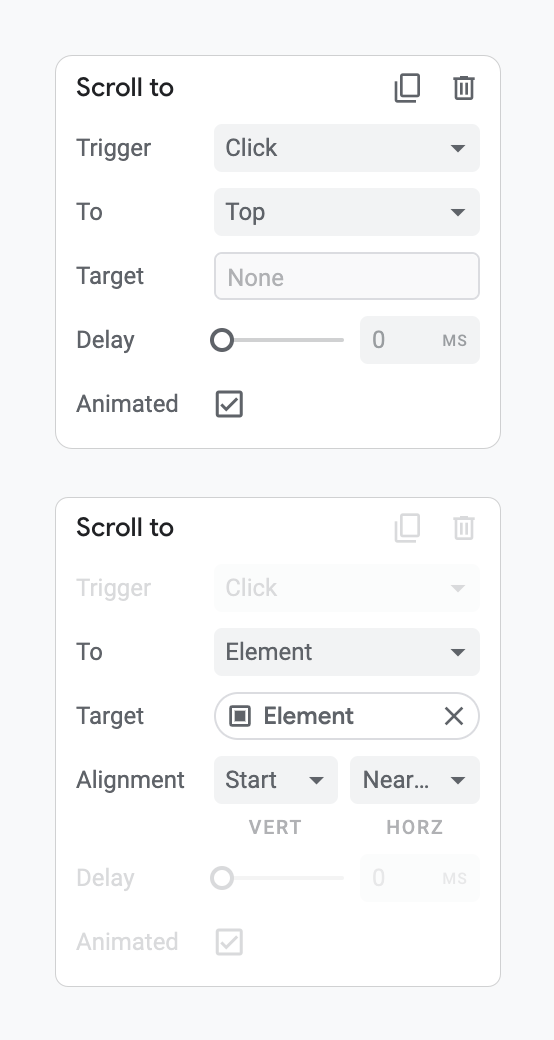 Scroll to
Trigger Click
To Top
Target None
Delay 0 MS
Animated
Scroll to
Trigger Click
To Element
Target Element
Alignment Start Near...
VERT HORZ
Delay 0 MS
Animated